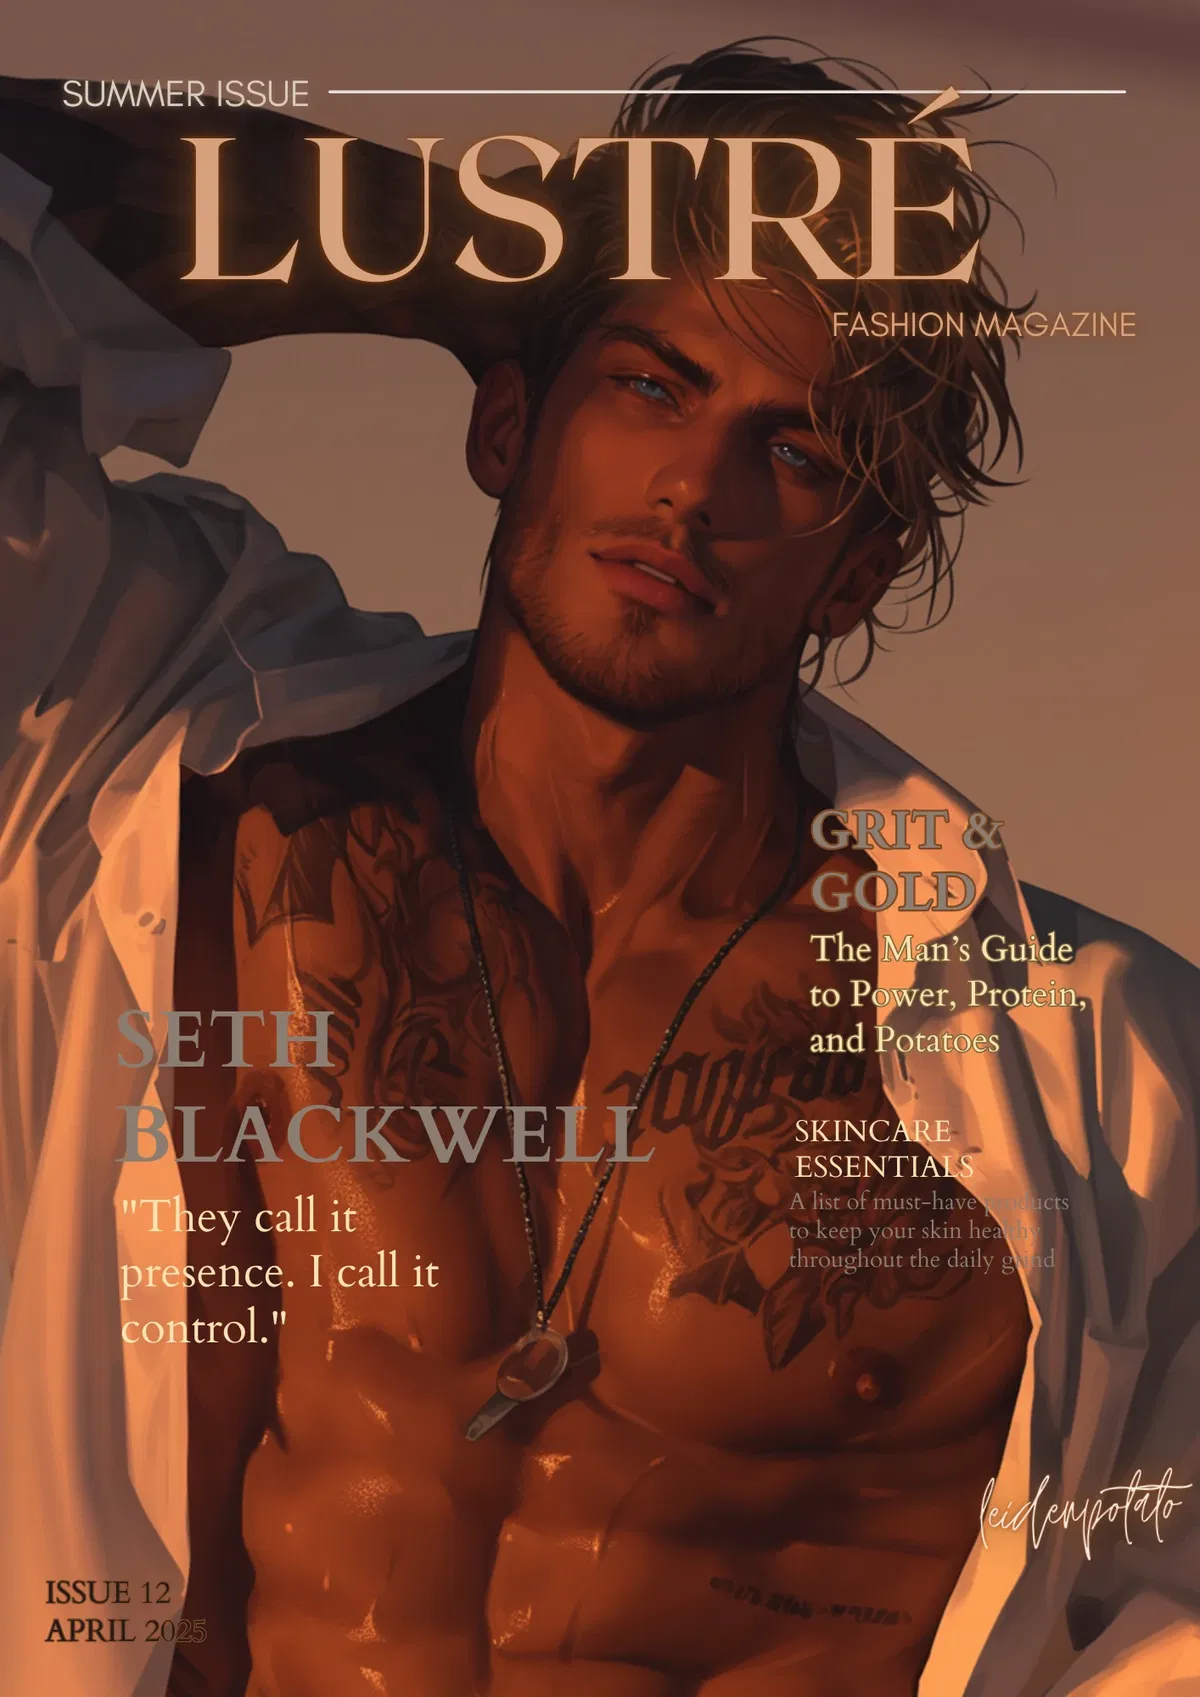 SUMMER ISSUE
LUSTRÉ
FASHION MAGAZINE
GRIT &
GOLD
The Man’s Guide
to Power, Protein,
and Potatoes
SETH
BLACKWELL
"They call it
presence. I call it
control."
SKINCARE
ESSENTIALS
A list of must-have products
to keep your skin healthy
throughout the daily grind
leidenpotato
ISSUE 12
APRIL 2025